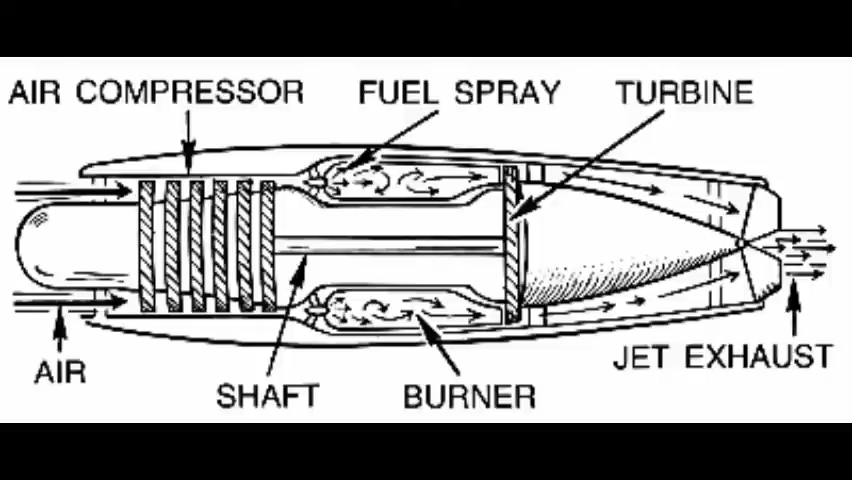 AIR COMPRESSOR
FUEL SPRAY
TURBINE
AIR
SHAFT
BURNER
JET EXHAUST